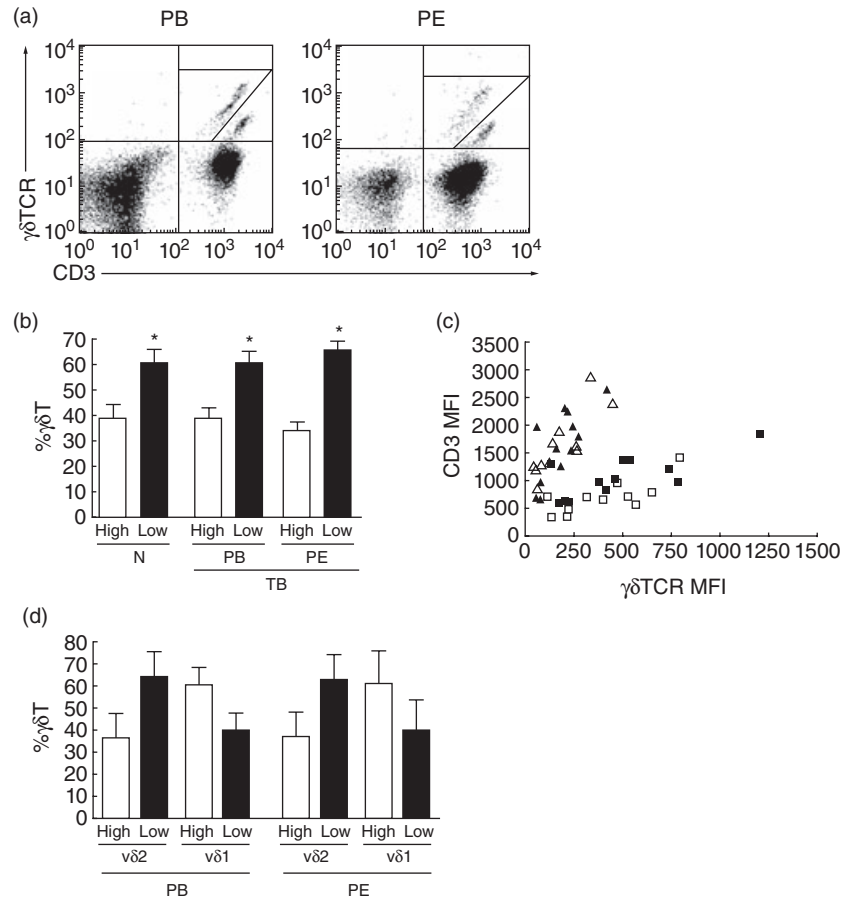 (a)
PB
PE
10⁴
10³
10²
10¹
10⁰
γδTCR
10⁰ 10¹ 10² 10³ 10⁴
CD3
10⁴
10³
10²
10¹
10⁰
10⁰ 10¹ 10² 10³ 10⁴
(b)
%γδT
70
60
50
40
30
20
10
0
* * *
High Low High Low High Low
N PB PE
TB
(c)
CD3 MFI
3500
3000
2500
2000
1500
1000
500
0
0 250 500 750 1000 1250 1500
γδTCR MFI
(d)
%γδT
80
70
60
50
40
30
20
10
0
High Low High Low High Low High Low
vδ2 vδ1 vδ2 vδ1
PB PE